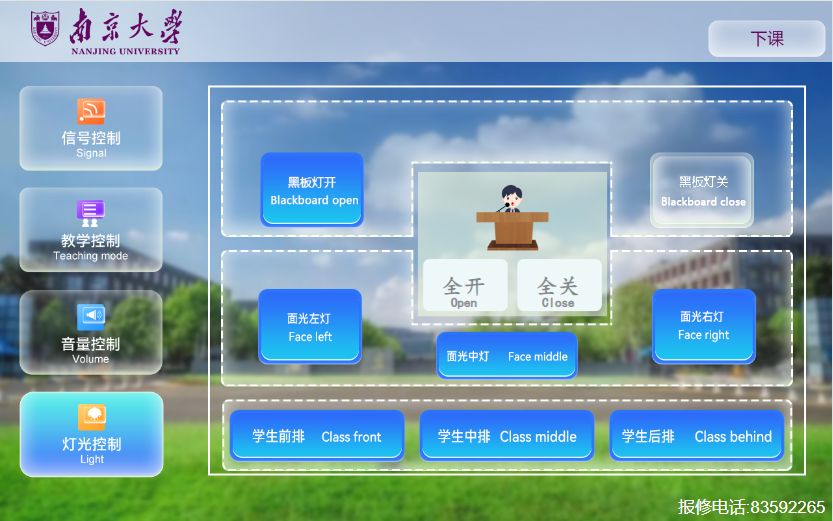 南京大学
NANJING UNIVERSITY
下课
信号控制
Signal
教学控制
Teaching mode
音量控制
Volume
灯光控制
Light
黑板灯开
Blackboard open
黑板灯关
Blackboard close
全开
Open
全关
Close
面光左灯
Face left
面光中灯 Face middle
面光右灯
Face right
学生前排 Class front
学生中排 Class middle
学生后排 Class behind
报修电话:83592265